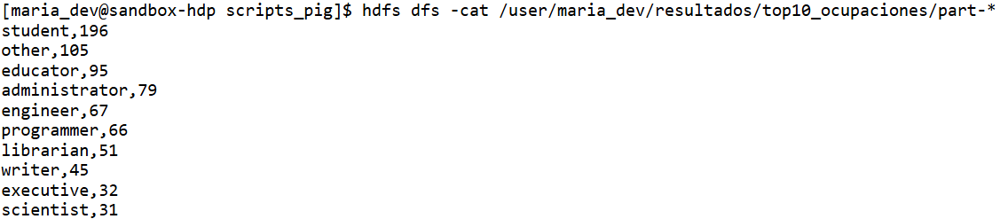 [maria_dev@sandbox-hdp scripts_pig]$ hdfs dfs -cat /user/maria_dev/resultados/top10_ocupaciones/part-*
student,196
other,105
educator,95
administrator,79
engineer,67
programmer,66
librarian,51
writer,45
executive,32
scientist,31